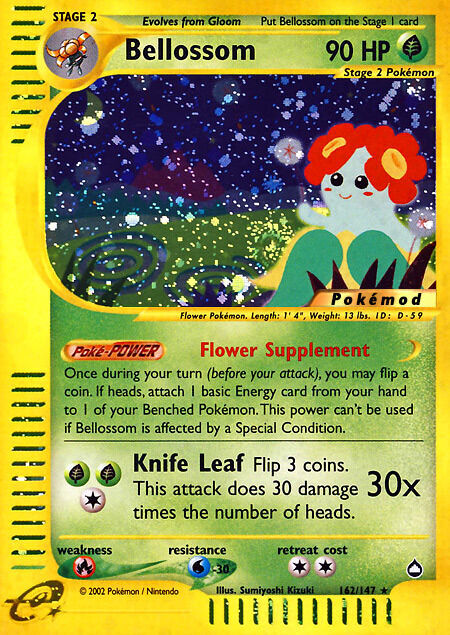 STAGE 2
Evolves from Gloom
Put Bellossom on the Stage 1 card
Bellossom
90 HP
Stage 2 Pokémon
Pokémod
Flower Pokémon. Length: 1' 4", Weight: 13 lbs. ID: D-59
Poké-POWER
Flower Supplement
Once during your turn (before your attack), you may flip a
coin. If heads, attach 1 basic Energy card from your hand
to 1 of your Benched Pokémon. This power can't be used
if Bellossom is affected by a Special Condition.
Knife Leaf Flip 3 coins.
This attack does 30 damage
times the number of heads.
30x
weakness
resistance
retreat cost
-30
©2002 Pokémon / Nintendo
Illus. Sumiyoshi Kizuki
162/147 ★
e